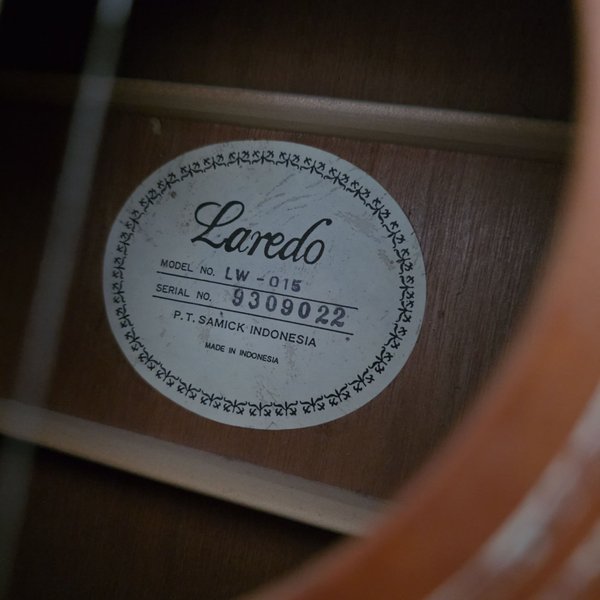 Laredo
MODEL NO. LW-015
SERIAL NO. 9309022
P.T. SAMICK INDONESIA
MADE IN INDONESIA